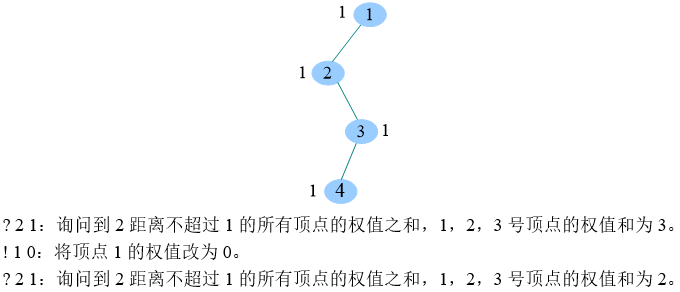 1 1
1 2
3 1
1 4
? 2 1：询问到 2 距离不超过 1 的所有顶点的权值之和，1，2，3 号顶点的权值和为 3。
! 1 0：将顶点 1 的权值改为 0。
? 2 1：询问到 2 距离不超过 1 的所有顶点的权值之和，1，2，3 号顶点的权值和为 2。